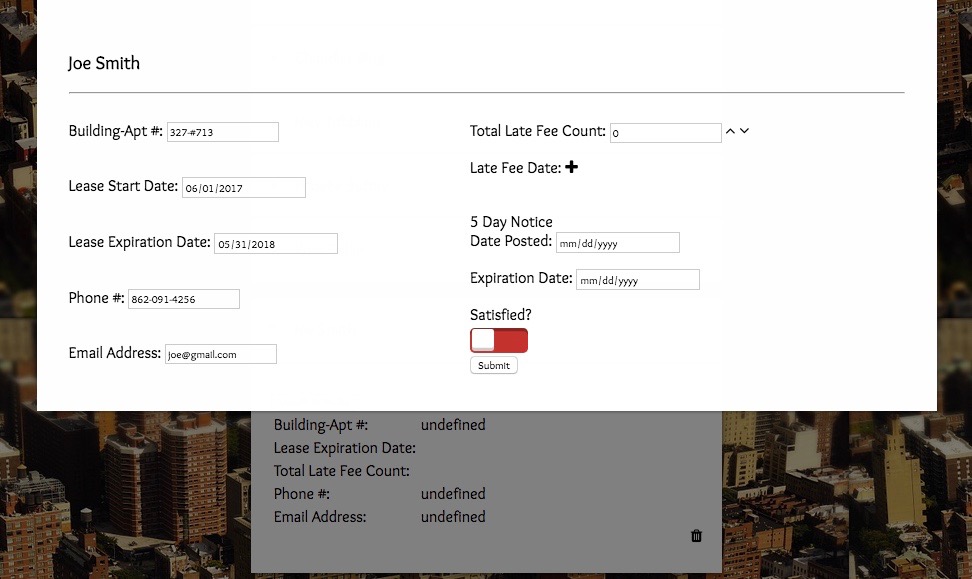 Joe Smith
Building-Apt #: 327-#713
Lease Start Date: 06/01/2017
Lease Expiration Date: 05/31/2018
Phone #: 862-091-4256
Email Address: joe@gmail.com
Total Late Fee Count: 0
Late Fee Date:
5 Day Notice
Date Posted: mm/dd/yyyy
Expiration Date: mm/dd/yyyy
Satisfied?
Submit
Building-Apt #: undefined
Lease Expiration Date:
Total Late Fee Count:
Phone #: undefined
Email Address: undefined